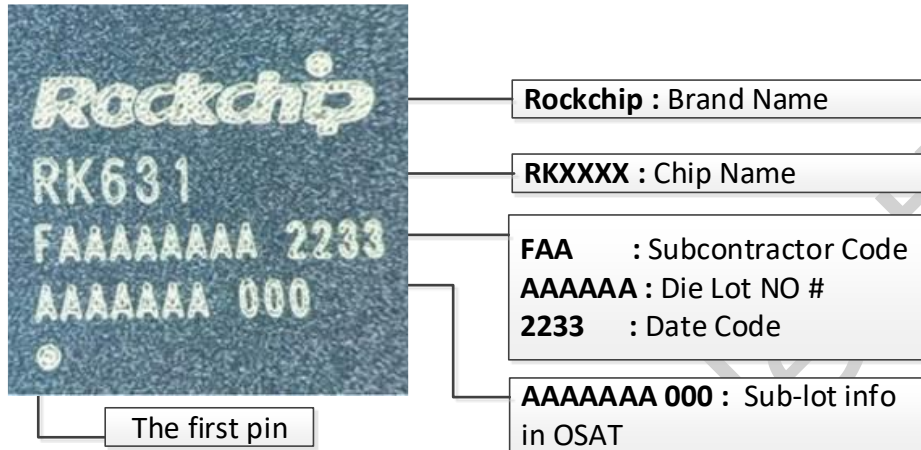 Rockchip
RK631
FAAAAAAAA 2233
AAAAAAA 000
The first pin
Rockchip : Brand Name
RKXXXX : Chip Name
FAA : Subcontractor Code
AAAAAA : Die Lot NO #
2233 : Date Code
AAAAAAA 000 : Sub-lot info
in OSAT